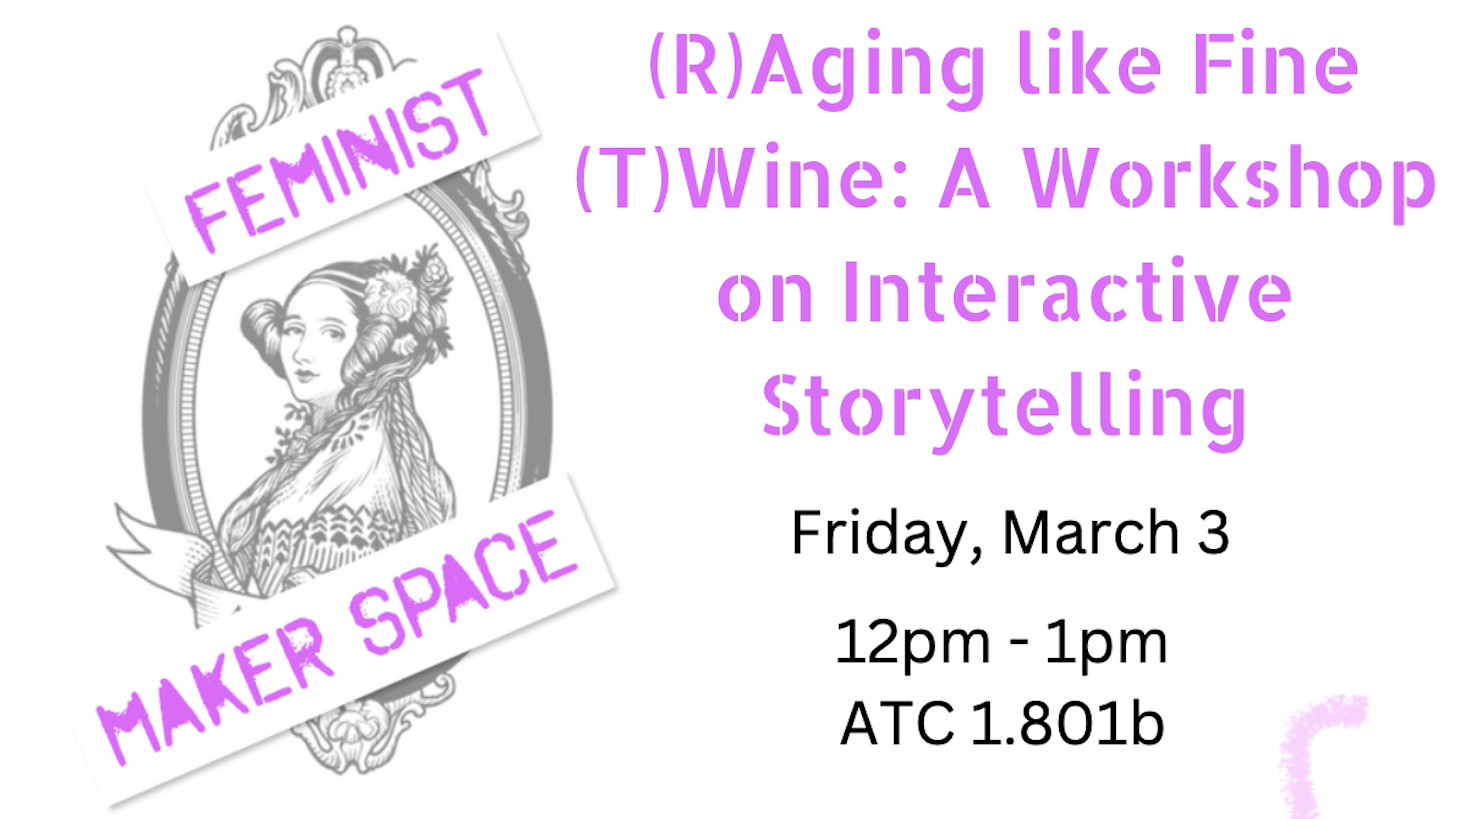 FEMINIST
MAKER SPACE
(R)Aging like Fine
(T)Wine: A Workshop
on Interactive
Storytelling
Friday, March 3
12pm - 1pm
ATC 1.801b